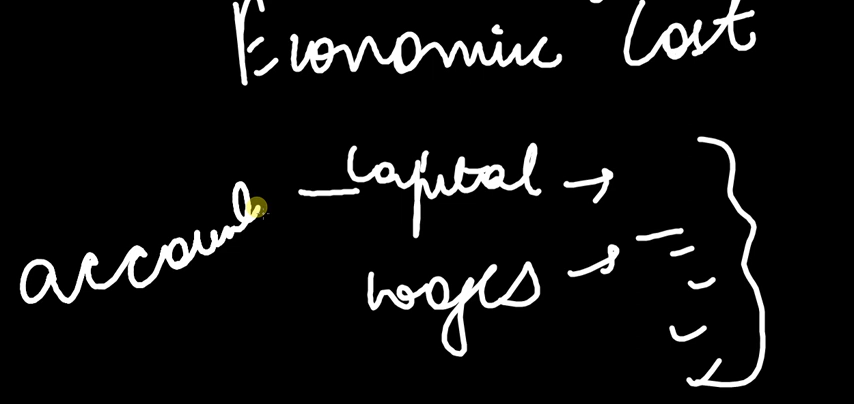 Economic Cost
— capital →
account
wages →